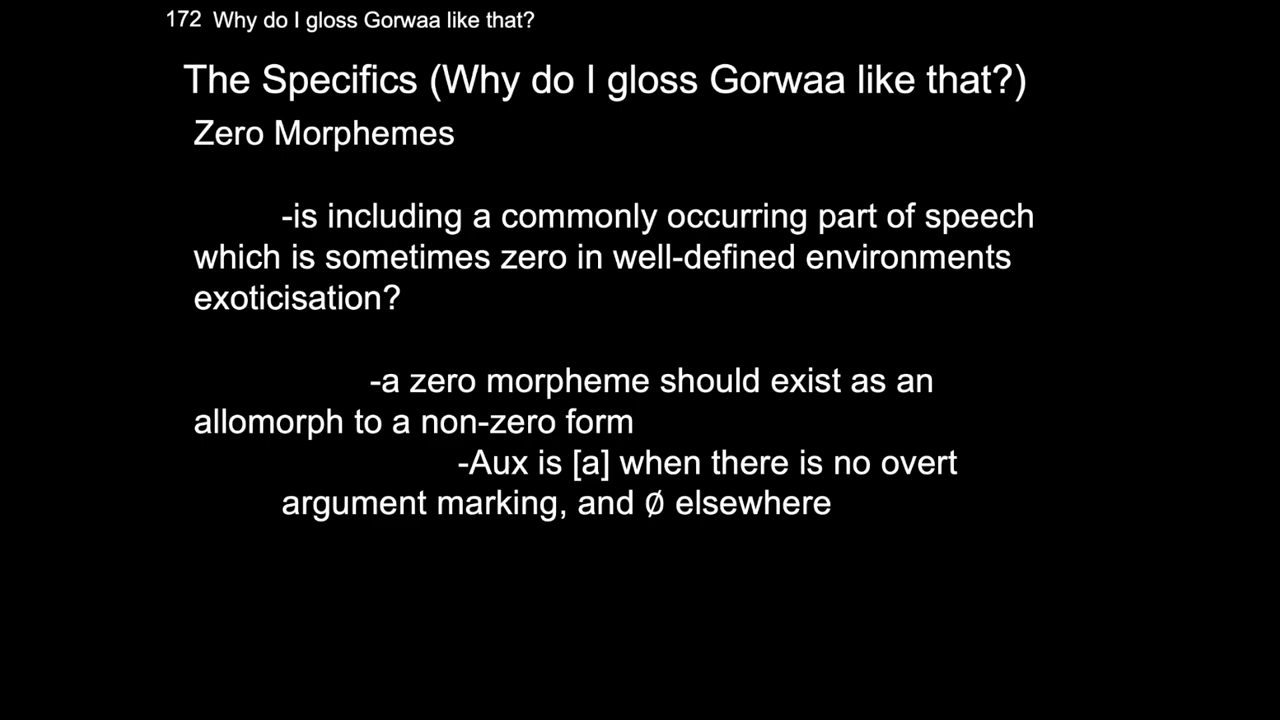 172 Why do I gloss Gorwaa like that?
The Specifics (Why do I gloss Gorwaa like that?)
Zero Morphemes
-is including a commonly occurring part of speech
which is sometimes zero in well-defined environments
exoticisation?
-a zero morpheme should exist as an
allomorph to a non-zero form
-Aux is [a] when there is no overt
argument marking, and ∅ elsewhere